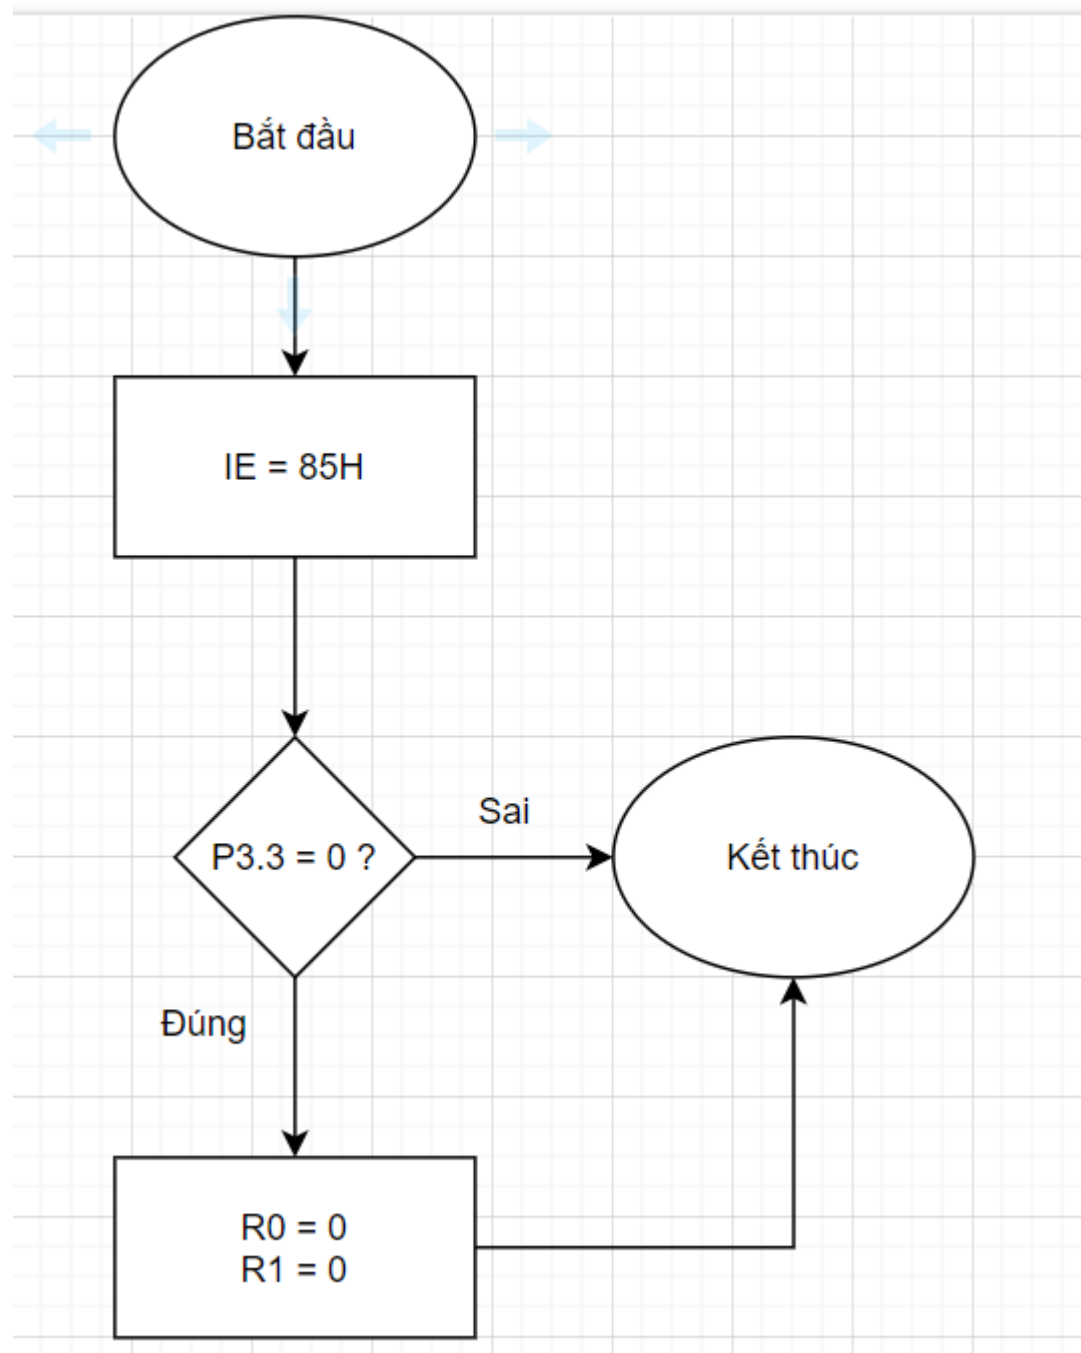 Bắt đầu
IE = 85H
P3.3 = 0 ?
Sai
Kết thúc
Đúng
R0 = 0
R1 = 0